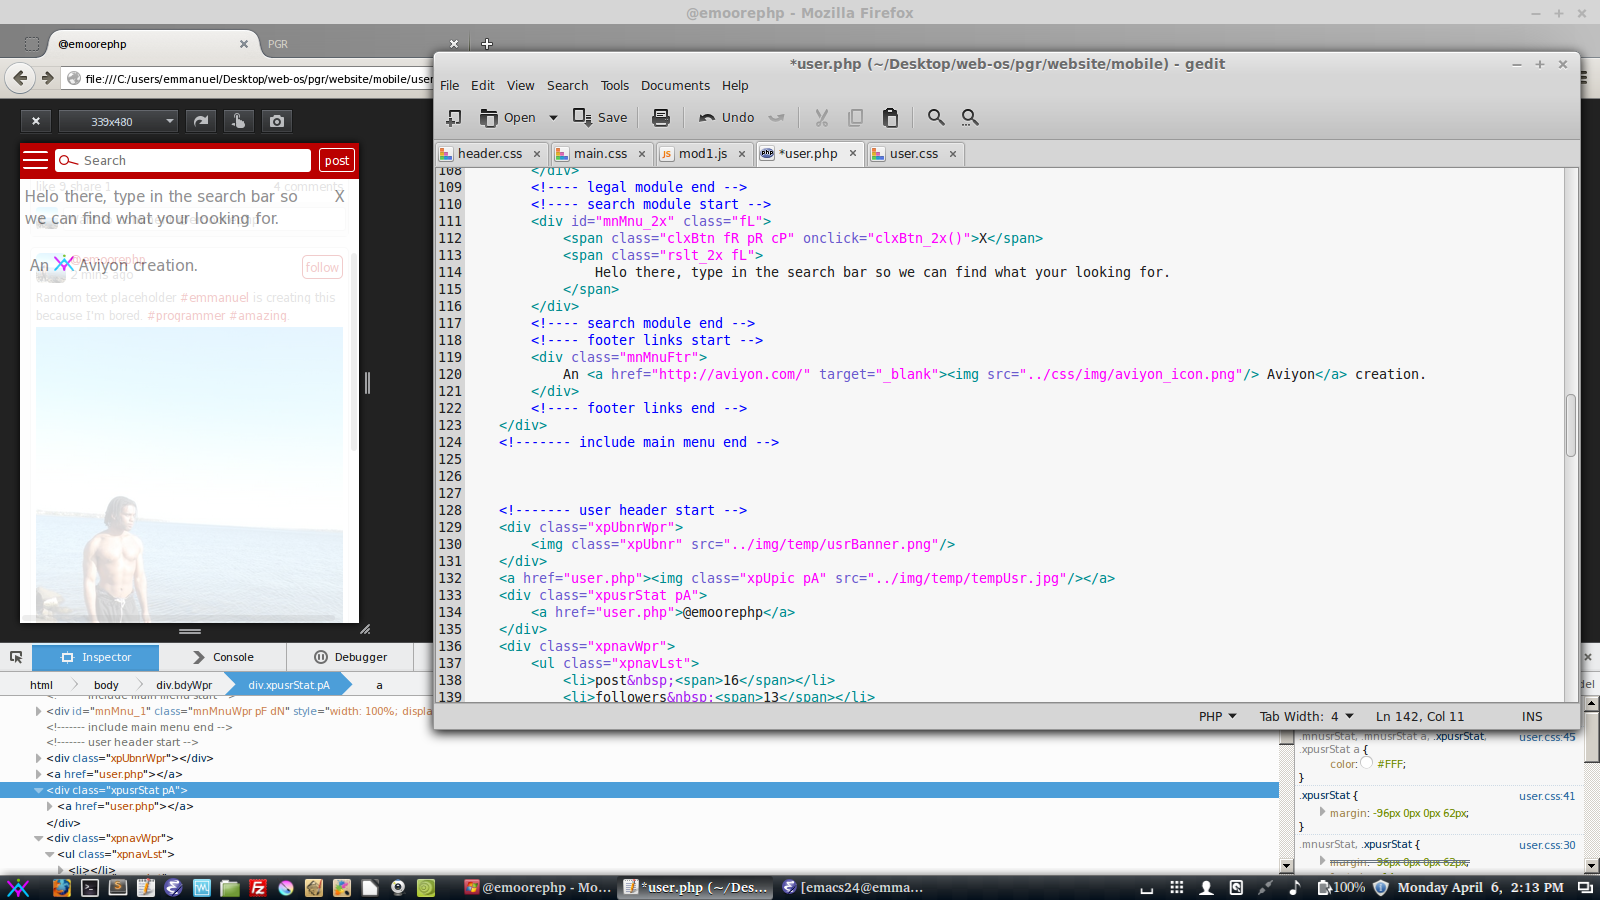 @emoorephp - Mozilla Firefox
@emoorephp
PGR
file:///C:/users/emmanuel/Desktop/web-os/pgr/website/mobile/user
339x480
Search
post
like 9 share 1
4 comments
Helo there, type in the search bar so
we can find what your looking for.
X
An Aviyon creation.
@emoorephp
2 mins ago
follow
Random text placeholder #emmanuel is creating this
because I'm bored. #programmer #amazing.
*user.php (~/Desktop/web-os/pgr/website/mobile) - gedit
File Edit View Search Tools Documents Help
Open Save Undo
header.css main.css mod1.js *user.php user.css
108 </div>
109 <!---- legal module end -->
110 <!---- search module start -->
111 <div id="mnMnu_2x" class="fL">
112 <span class="clxBtn fR pR cP" onclick="clxBtn_2x()">X</span>
113 <span class="rslt_2x fL">
114 Helo there, type in the search bar so we can find what your looking for.
115 </span>
116 </div>
117 <!---- search module end -->
118 <!---- footer links start -->
119 <div class="mnMnuFtr">
120 An <a href="http://aviyon.com/" target="_blank"><img src="../css/img/aviyon_icon.png"/> Aviyon</a> creation.
121 </div>
122 <!---- footer links end -->
123 </div>
124 <!------- include main menu end -->
125
126
127
128 <!------- user header start -->
129 <div class="xpUbnrWpr">
130 <img class="xpUbnr" src="../img/temp/usrBanner.png"/>
131 </div>
132 <a href="user.php"><img class="xpUpic pA" src="../img/temp/tempUsr.jpg"/></a>
133 <div class="xpusrStat pA">
134 <a href="user.php">@emoorephp</a>
135 </div>
136 <div class="xpnavWpr">
137 <ul class="xpnavLst">
138 <li>post&nbsp;<span>16</span></li>
139 <li>followers&nbsp;<span>13</span></li>
PHP Tab Width: 4 Ln 142, Col 11 INS
Inspector Console Debugger
html body div.bdyWpr div.xpusrStat.pA a
<!------- include main menu start -->
<div id="mnMnu_1" class="mnMnuWpr pF dN" style="width: 100%; displa
<!------- include main menu end -->
<!------- user header start -->
<div class="xpUbnrWpr"></div>
<a href="user.php"></a>
<div class="xpusrStat pA">
<a href="user.php"></a>
</div>
<div class="xpnavWpr">
<ul class="xpnavLst">
<li></li>
del
.mnusrStat, .mnusrStat a, .xpusrStat, user.css:45
.xpusrStat a {
color: #FFF;
}
.xpusrStat { user.css:41
margin: -96px 0px 0px 62px;
}
.mnusrStat, .xpusrStat { user.css:30
margin: -96px 0px 0px 62px;
@emoorephp - Mo... *user.php (~/Des... [emacs24@emma...
100% Monday April 6, 2:13 PM